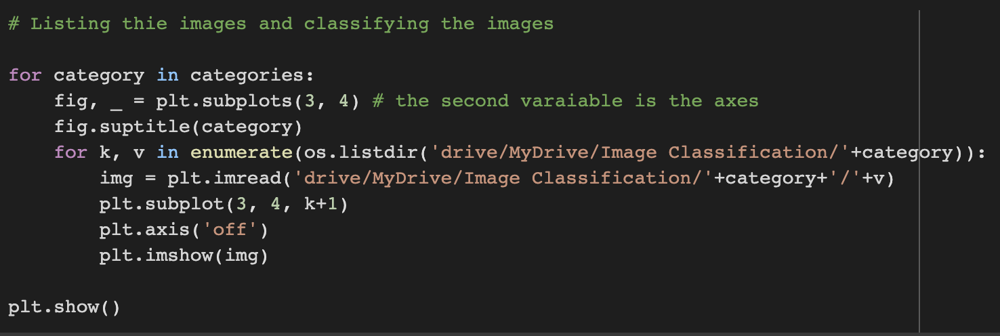 # Listing thie images and classifying the images
for category in categories:
    fig, _ = plt.subplots(3, 4) # the second varaiable is the axes
    fig.suptitle(category)
    for k, v in enumerate(os.listdir('drive/MyDrive/Image Classification/'+category)):
        img = plt.imread('drive/MyDrive/Image Classification/'+category+'/'+v)
        plt.subplot(3, 4, k+1)
        plt.axis('off')
        plt.imshow(img)
plt.show()